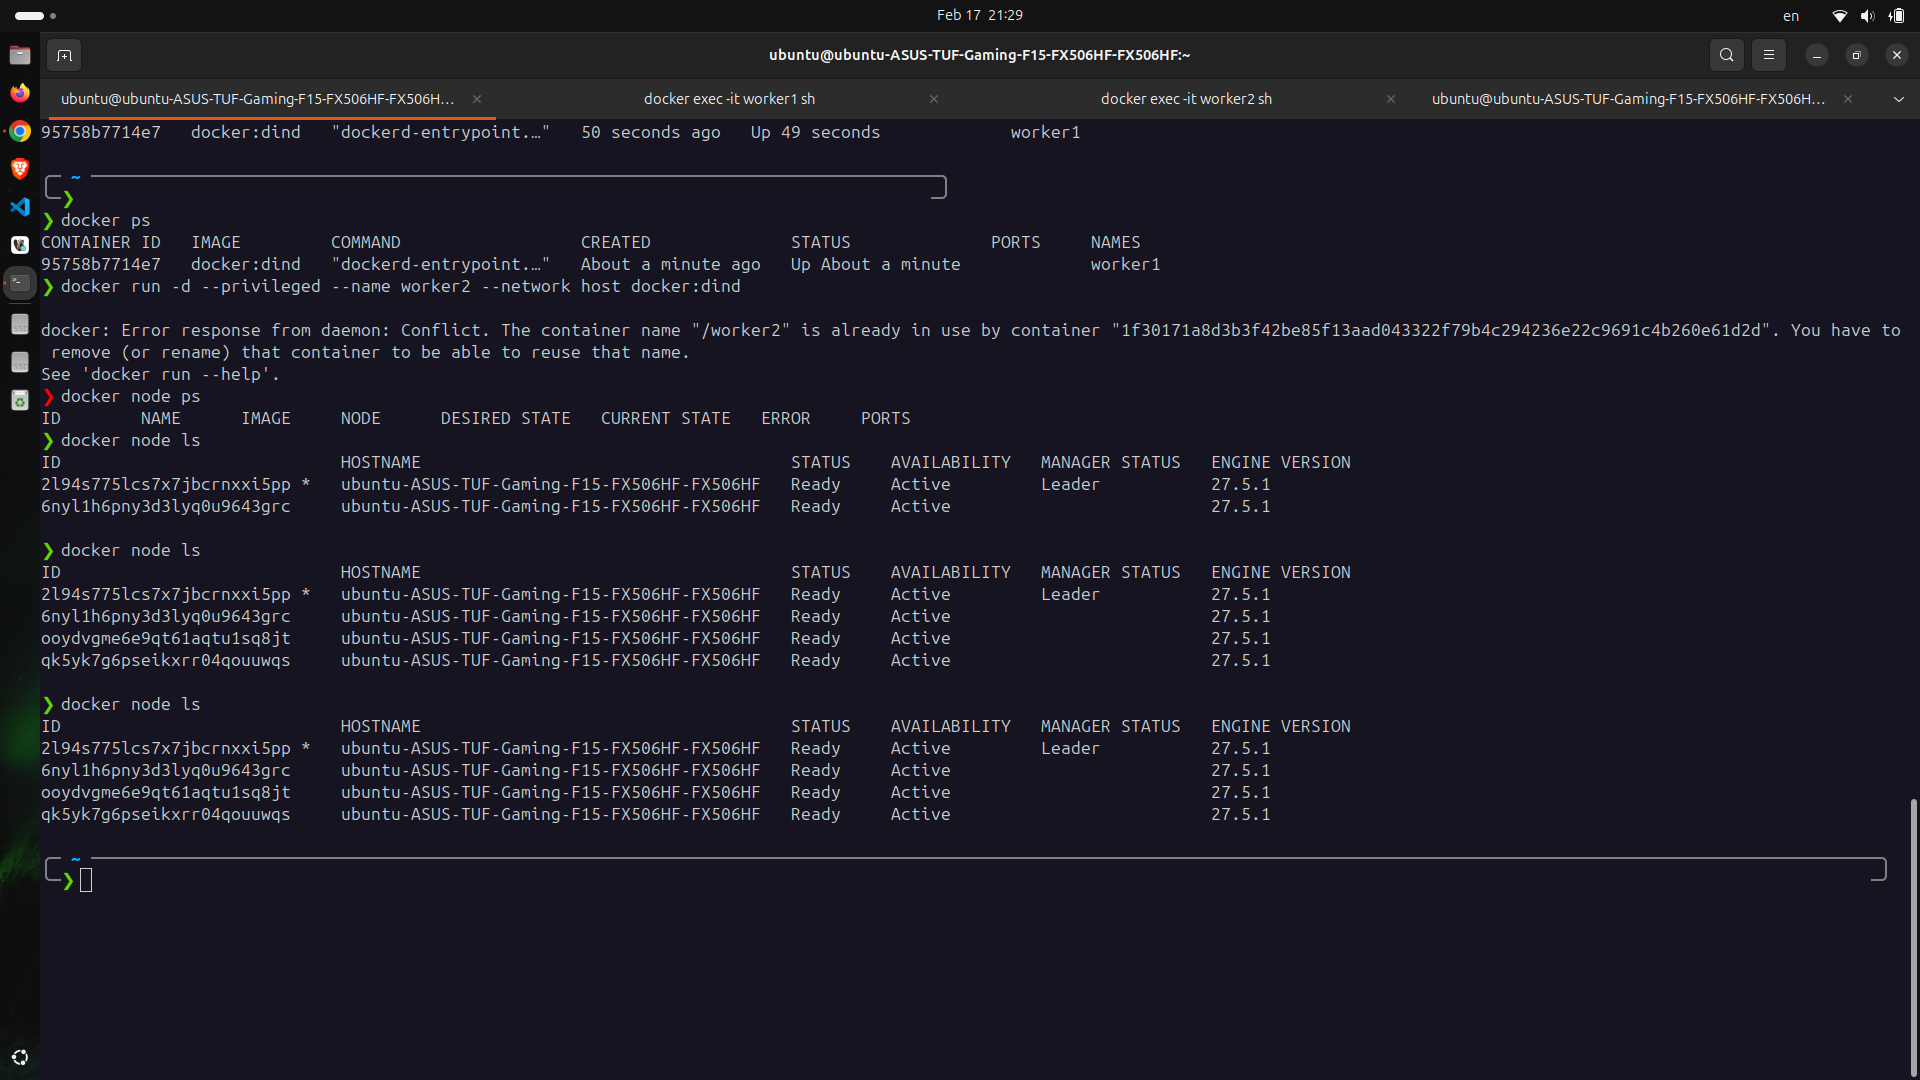 Feb 17 21:29
en
ubuntu@ubuntu-ASUS-TUF-Gaming-F15-FX506HF-FX506HF:~
ubuntu@ubuntu-ASUS-TUF-Gaming-F15-FX506HF-FX506H…
docker exec -it worker1 sh
docker exec -it worker2 sh
ubuntu@ubuntu-ASUS-TUF-Gaming-F15-FX506HF-FX506H…
95758b7714e7 docker:dind "dockerd-entrypoint.…" 50 seconds ago Up 49 seconds worker1
~
❯
❯ docker ps
CONTAINER ID IMAGE COMMAND CREATED STATUS PORTS NAMES
95758b7714e7 docker:dind "dockerd-entrypoint.…" About a minute ago Up About a minute worker1
❯ docker run -d --privileged --name worker2 --network host docker:dind
docker: Error response from daemon: Conflict. The container name "/worker2" is already in use by container "1f30171a8d3b3f42be85f13aad043322f79b4c294236e22c9691c4b260e61d2d". You have to
remove (or rename) that container to be able to reuse that name.
See 'docker run --help'.
❯ docker node ps
ID NAME IMAGE NODE DESIRED STATE CURRENT STATE ERROR PORTS
❯ docker node ls
ID HOSTNAME STATUS AVAILABILITY MANAGER STATUS ENGINE VERSION
2l94s775lcs7x7jbcrnxxi5pp * ubuntu-ASUS-TUF-Gaming-F15-FX506HF-FX506HF Ready Active Leader 27.5.1
6nyl1h6pny3d3lyq0u9643grc ubuntu-ASUS-TUF-Gaming-F15-FX506HF-FX506HF Ready Active 27.5.1
❯ docker node ls
ID HOSTNAME STATUS AVAILABILITY MANAGER STATUS ENGINE VERSION
2l94s775lcs7x7jbcrnxxi5pp * ubuntu-ASUS-TUF-Gaming-F15-FX506HF-FX506HF Ready Active Leader 27.5.1
6nyl1h6pny3d3lyq0u9643grc ubuntu-ASUS-TUF-Gaming-F15-FX506HF-FX506HF Ready Active 27.5.1
ooydvgme6e9qt61aqtu1sq8jt ubuntu-ASUS-TUF-Gaming-F15-FX506HF-FX506HF Ready Active 27.5.1
qk5yk7g6pseikxrr04qouuwqs ubuntu-ASUS-TUF-Gaming-F15-FX506HF-FX506HF Ready Active 27.5.1
❯ docker node ls
ID HOSTNAME STATUS AVAILABILITY MANAGER STATUS ENGINE VERSION
2l94s775lcs7x7jbcrnxxi5pp * ubuntu-ASUS-TUF-Gaming-F15-FX506HF-FX506HF Ready Active Leader 27.5.1
6nyl1h6pny3d3lyq0u9643grc ubuntu-ASUS-TUF-Gaming-F15-FX506HF-FX506HF Ready Active 27.5.1
ooydvgme6e9qt61aqtu1sq8jt ubuntu-ASUS-TUF-Gaming-F15-FX506HF-FX506HF Ready Active 27.5.1
qk5yk7g6pseikxrr04qouuwqs ubuntu-ASUS-TUF-Gaming-F15-FX506HF-FX506HF Ready Active 27.5.1
~
❯